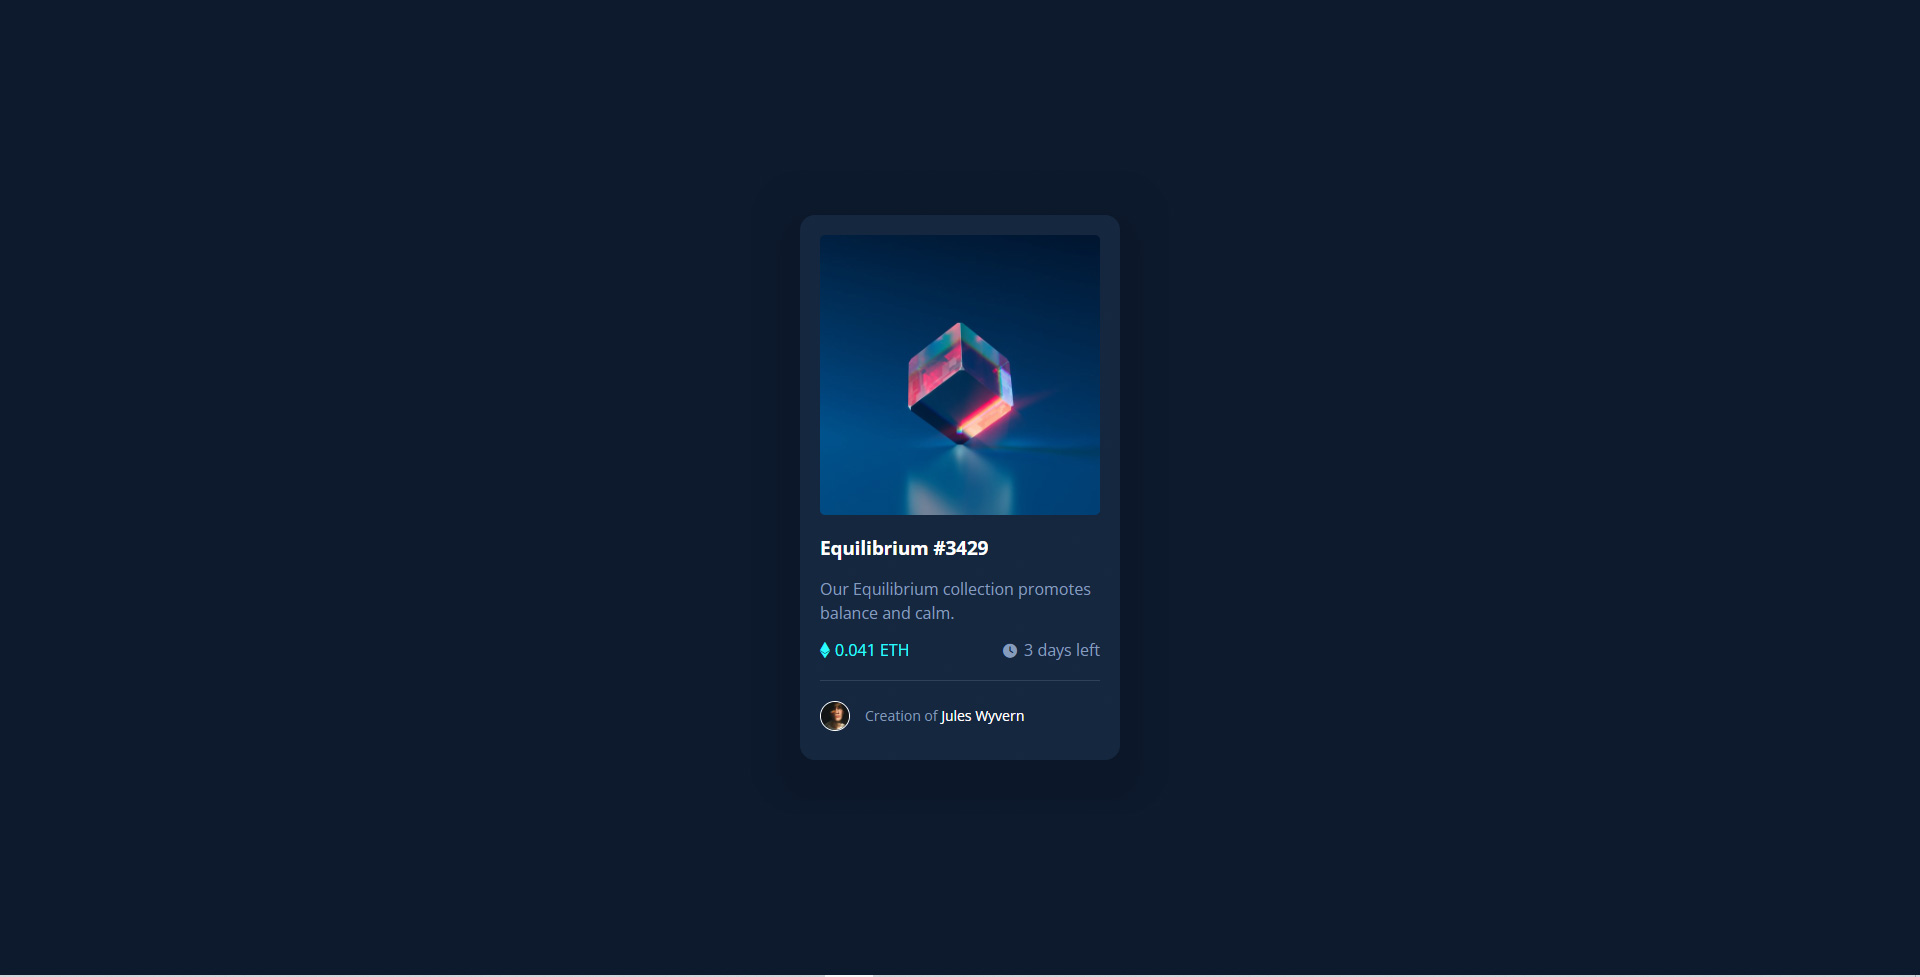 Equilibrium #3429
Our Equilibrium collection promotes
balance and calm.
0.041 ETH
3 days left
Creation of Jules Wyvern